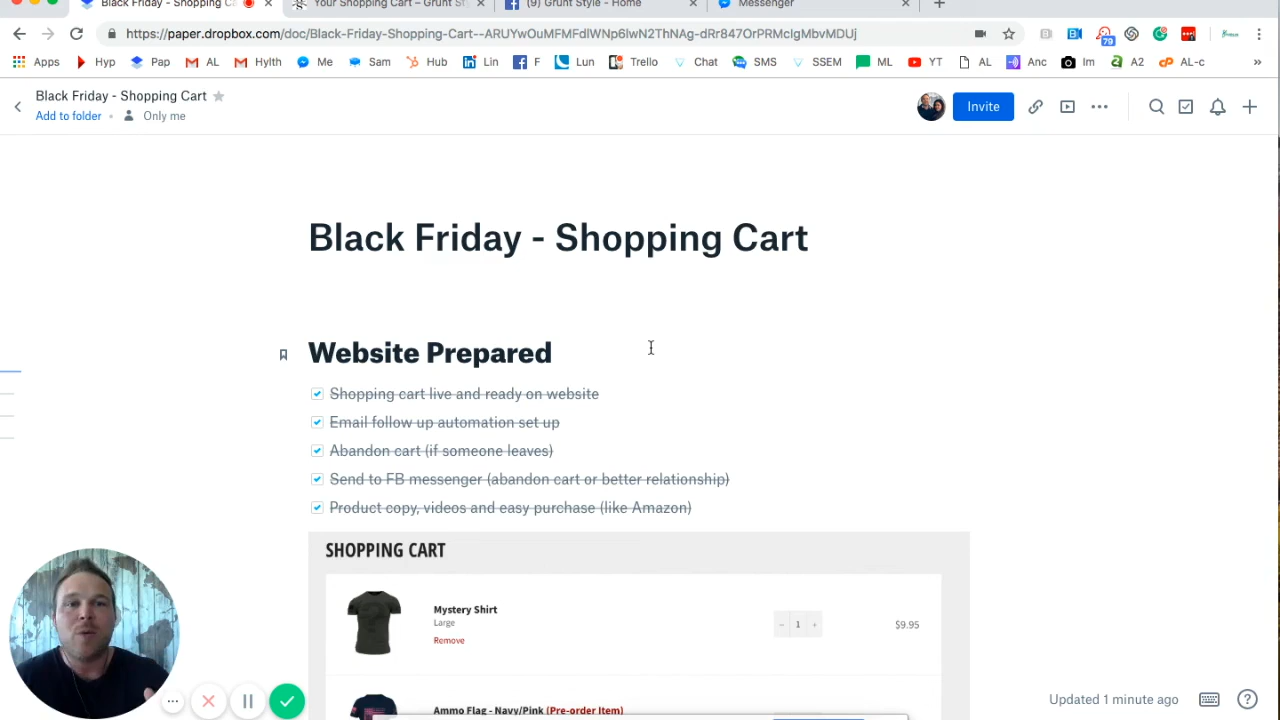 Black Friday - Shopping C
Your Shopping Cart – Grunt St
(9) Grunt Style - Home
Messenger
https://paper.dropbox.com/doc/Black-Friday-Shopping-Cart--ARUYwOuMFMFdlWNp6lwN2ThNAg-dRr847OrPRMcIgMbvMDUj
79
Apps Hyp Pap AL Hylth Me Sam Hub Lin F Lun Trello Chat SMS SSEM ML YT AL Anc Im A2 AL-c »
Black Friday - Shopping Cart
Add to folder • Only me
Invite
Black Friday - Shopping Cart
Website Prepared
Shopping cart live and ready on website
Email follow up automation set up
Abandon cart (if someone leaves)
Send to FB messenger (abandon cart or better relationship)
Product copy, videos and easy purchase (like Amazon)
SHOPPING CART
Mystery Shirt
Large
Remove
− 1 +
$9.95
Ammo Flag - Navy/Pink (Pre-order Item)
Updated 1 minute ago